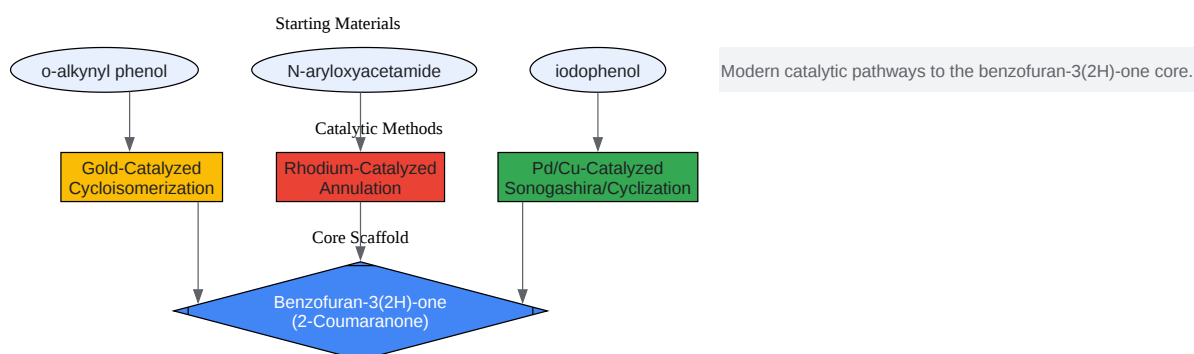 Starting Materials
o-alkynyl phenol
N-aryloxyacetamide
iodophenol
Modern catalytic pathways to the benzofuran-3(2H)-one core.
Catalytic Methods
Gold-Catalyzed
Cycloisomerization
Rhodium-Catalyzed
Annulation
Pd/Cu-Catalyzed
Sonogashira/Cyclization
Core Scaffold
Benzofuran-3(2H)-one
(2-Coumaranone)